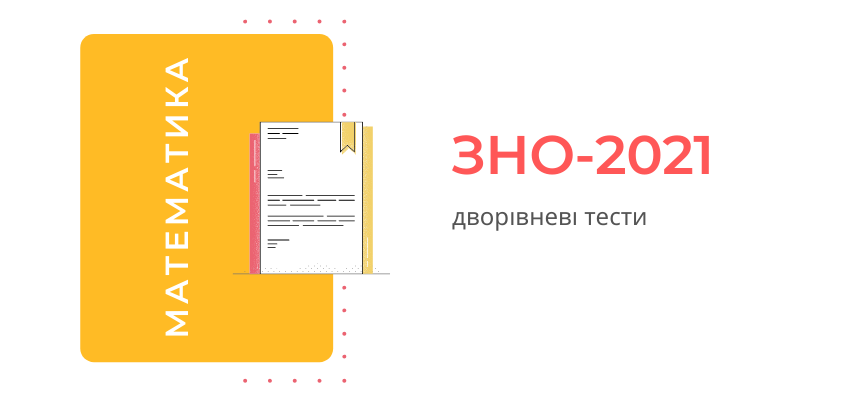 МАТЕМАТИКА
ЗНО-2021
дворівневі тести